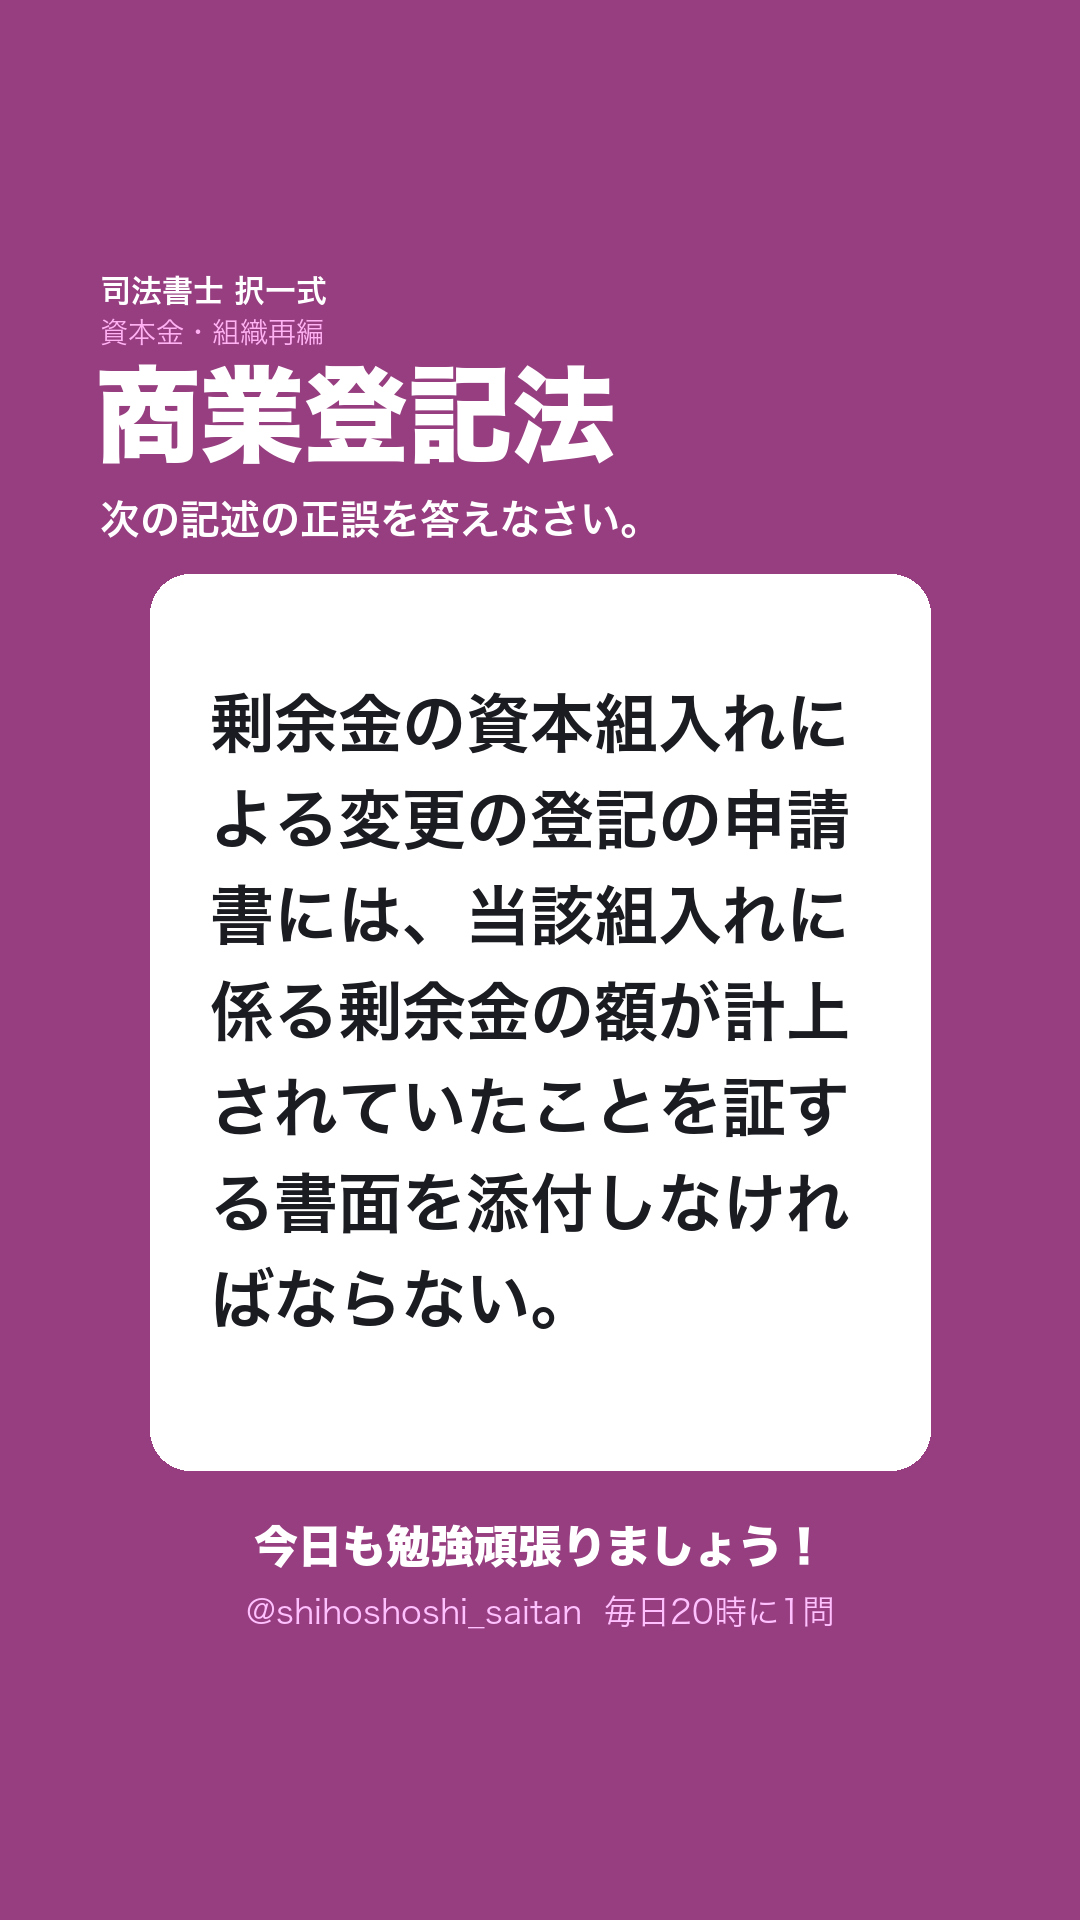 司法書士 択一式
資本金・組織再編
商業登記法
次の記述の正誤を答えなさい。
剰余金の資本組入れに
よる変更の登記の申請
書には、当該組入れに
係る剰余金の額が計上
されていたことを証す
る書面を添付しなけれ
ばならない。
今日も勉強頑張りましょう！
@shihoshoshi_saitan 毎日20時に1問